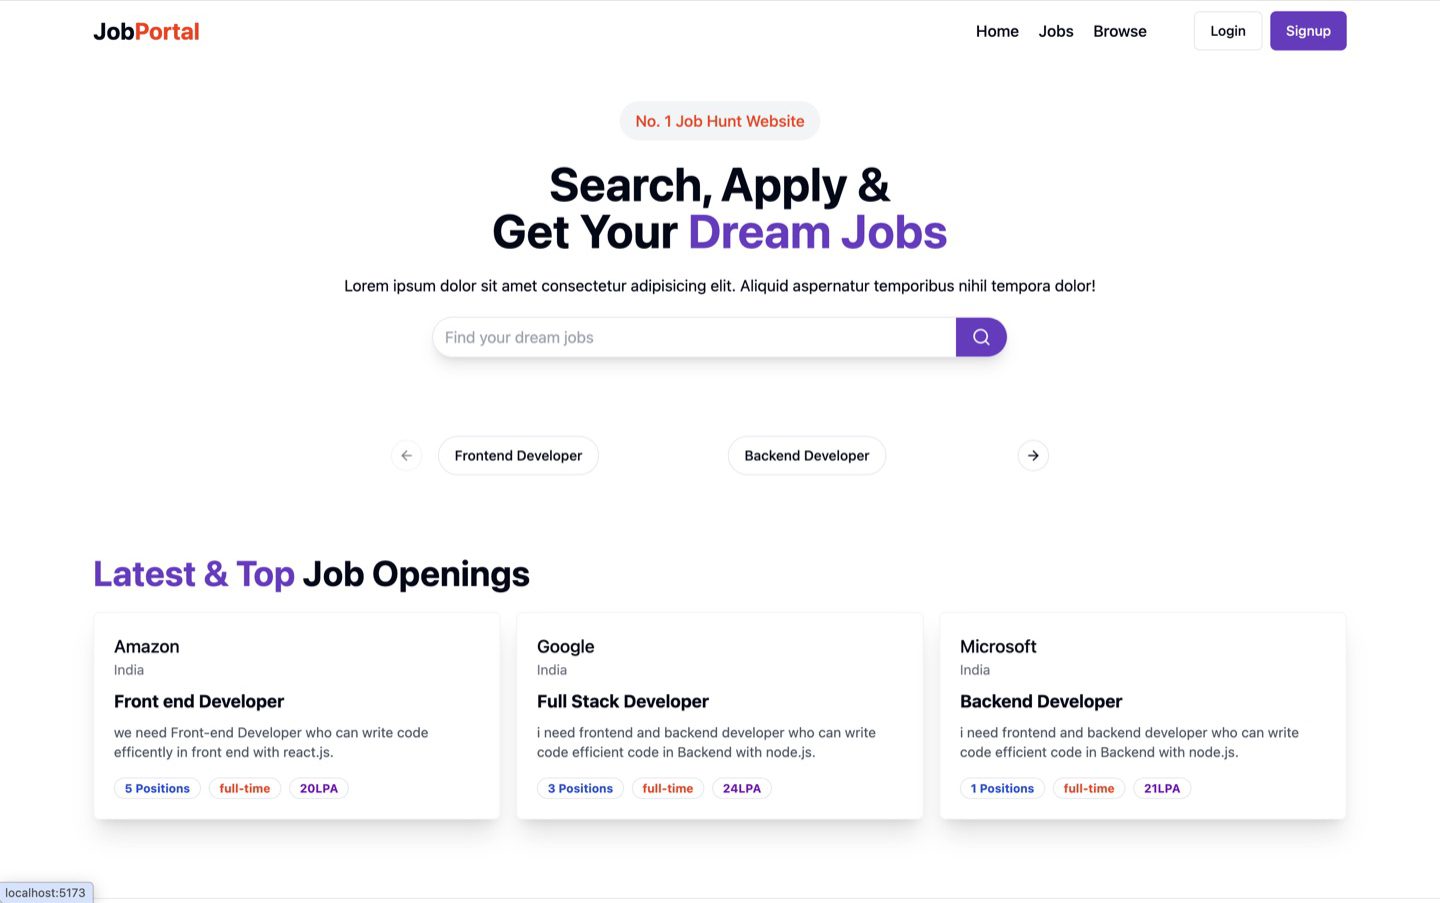 JobPortal
Home Jobs Browse Login Signup
No. 1 Job Hunt Website
Search, Apply &
Get Your Dream Jobs
Lorem ipsum dolor sit amet consectetur adipisicing elit. Aliquid aspernatur temporibus nihil tempora dolor!
Find your dream jobs
Frontend Developer
Backend Developer
Latest & Top Job Openings
Amazon
India
Front end Developer
we need Front-end Developer who can write code
efficently in front end with react.js.
5 Positions full-time 20LPA
Google
India
Full Stack Developer
i need frontend and backend developer who can write
code efficient code in Backend with node.js.
3 Positions full-time 24LPA
Microsoft
India
Backend Developer
i need frontend and backend developer who can write
code efficient code in Backend with node.js.
1 Positions full-time 21LPA
localhost:5173